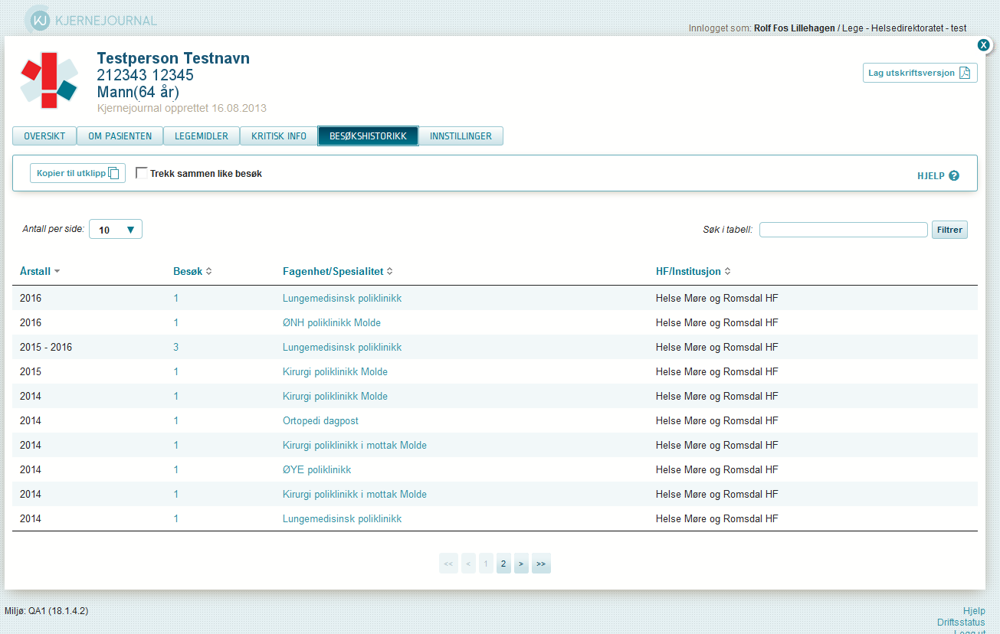 KJ KJERNEJOURNAL
Innlogget som: Rolf Fos Lillehagen / Lege - Helsedirektoratet - test
X
Testperson Testnavn
212343 12345
Mann(64 år)
Kjernejournal opprettet 16.08.2013
Lag utskriftsversjon
OVERSIKT OM PASIENTEN LEGEMIDLER KRITISK INFO BESØKSHISTORIKK INNSTILLINGER
Kopier til utklipp Trekk sammen like besøk HJELP ?
Antall per side: 10 Søk i tabell: Filtrer
Årstall Besøk Fagenhet/Spesialitet HF/Institusjon
2016 1 Lungemedisinsk poliklinikk Helse Møre og Romsdal HF
2016 1 ØNH poliklinikk Molde Helse Møre og Romsdal HF
2015 - 2016 3 Lungemedisinsk poliklinikk Helse Møre og Romsdal HF
2015 1 Kirurgi poliklinikk Molde Helse Møre og Romsdal HF
2014 1 Kirurgi poliklinikk Molde Helse Møre og Romsdal HF
2014 1 Ortopedi dagpost Helse Møre og Romsdal HF
2014 1 Kirurgi poliklinikk i mottak Molde Helse Møre og Romsdal HF
2014 1 ØYE poliklinikk Helse Møre og Romsdal HF
2014 1 Kirurgi poliklinikk i mottak Molde Helse Møre og Romsdal HF
2014 1 Lungemedisinsk poliklinikk Helse Møre og Romsdal HF
<< < 1 2 > >>
Miljø: QA1 (18.1.4.2)
Hjelp
Driftsstatus
Logg ut